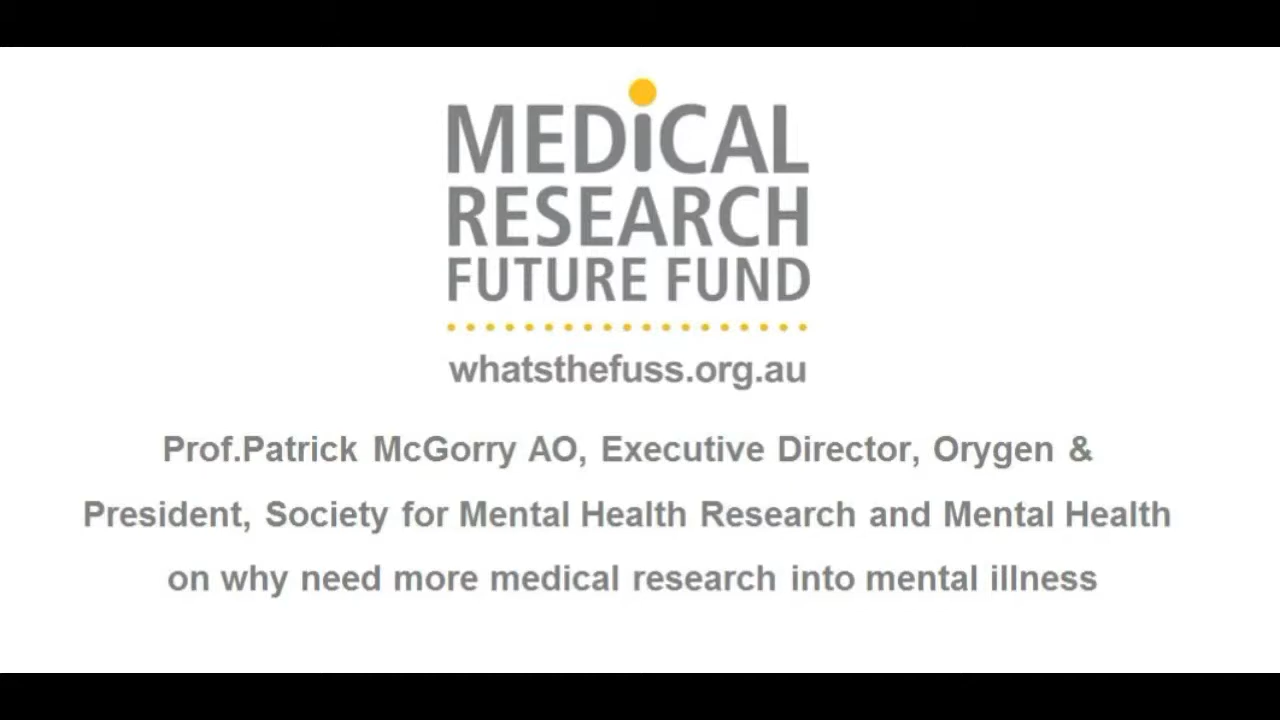 MEDiCAL
RESEARCH
FUTURE FUND
whatsthefuss.org.au
Prof.Patrick McGorry AO, Executive Director, Orygen &
President, Society for Mental Health Research and Mental Health
on why need more medical research into mental illness